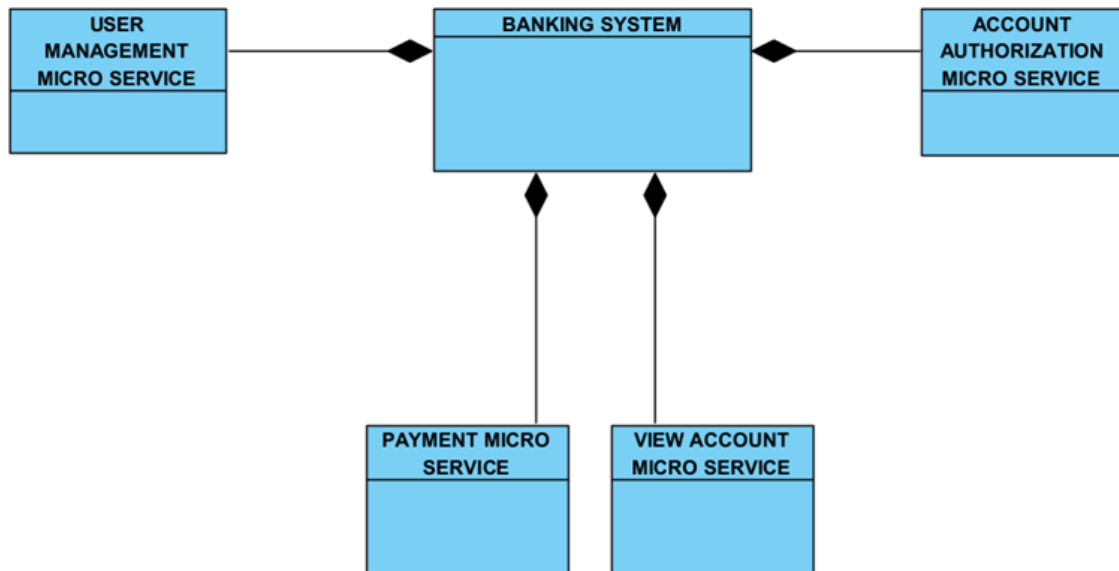 USER
MANAGEMENT
MICRO SERVICE
BANKING SYSTEM
ACCOUNT
AUTHORIZATION
MICRO SERVICE
PAYMENT MICRO
SERVICE
VIEW ACCOUNT
MICRO SERVICE